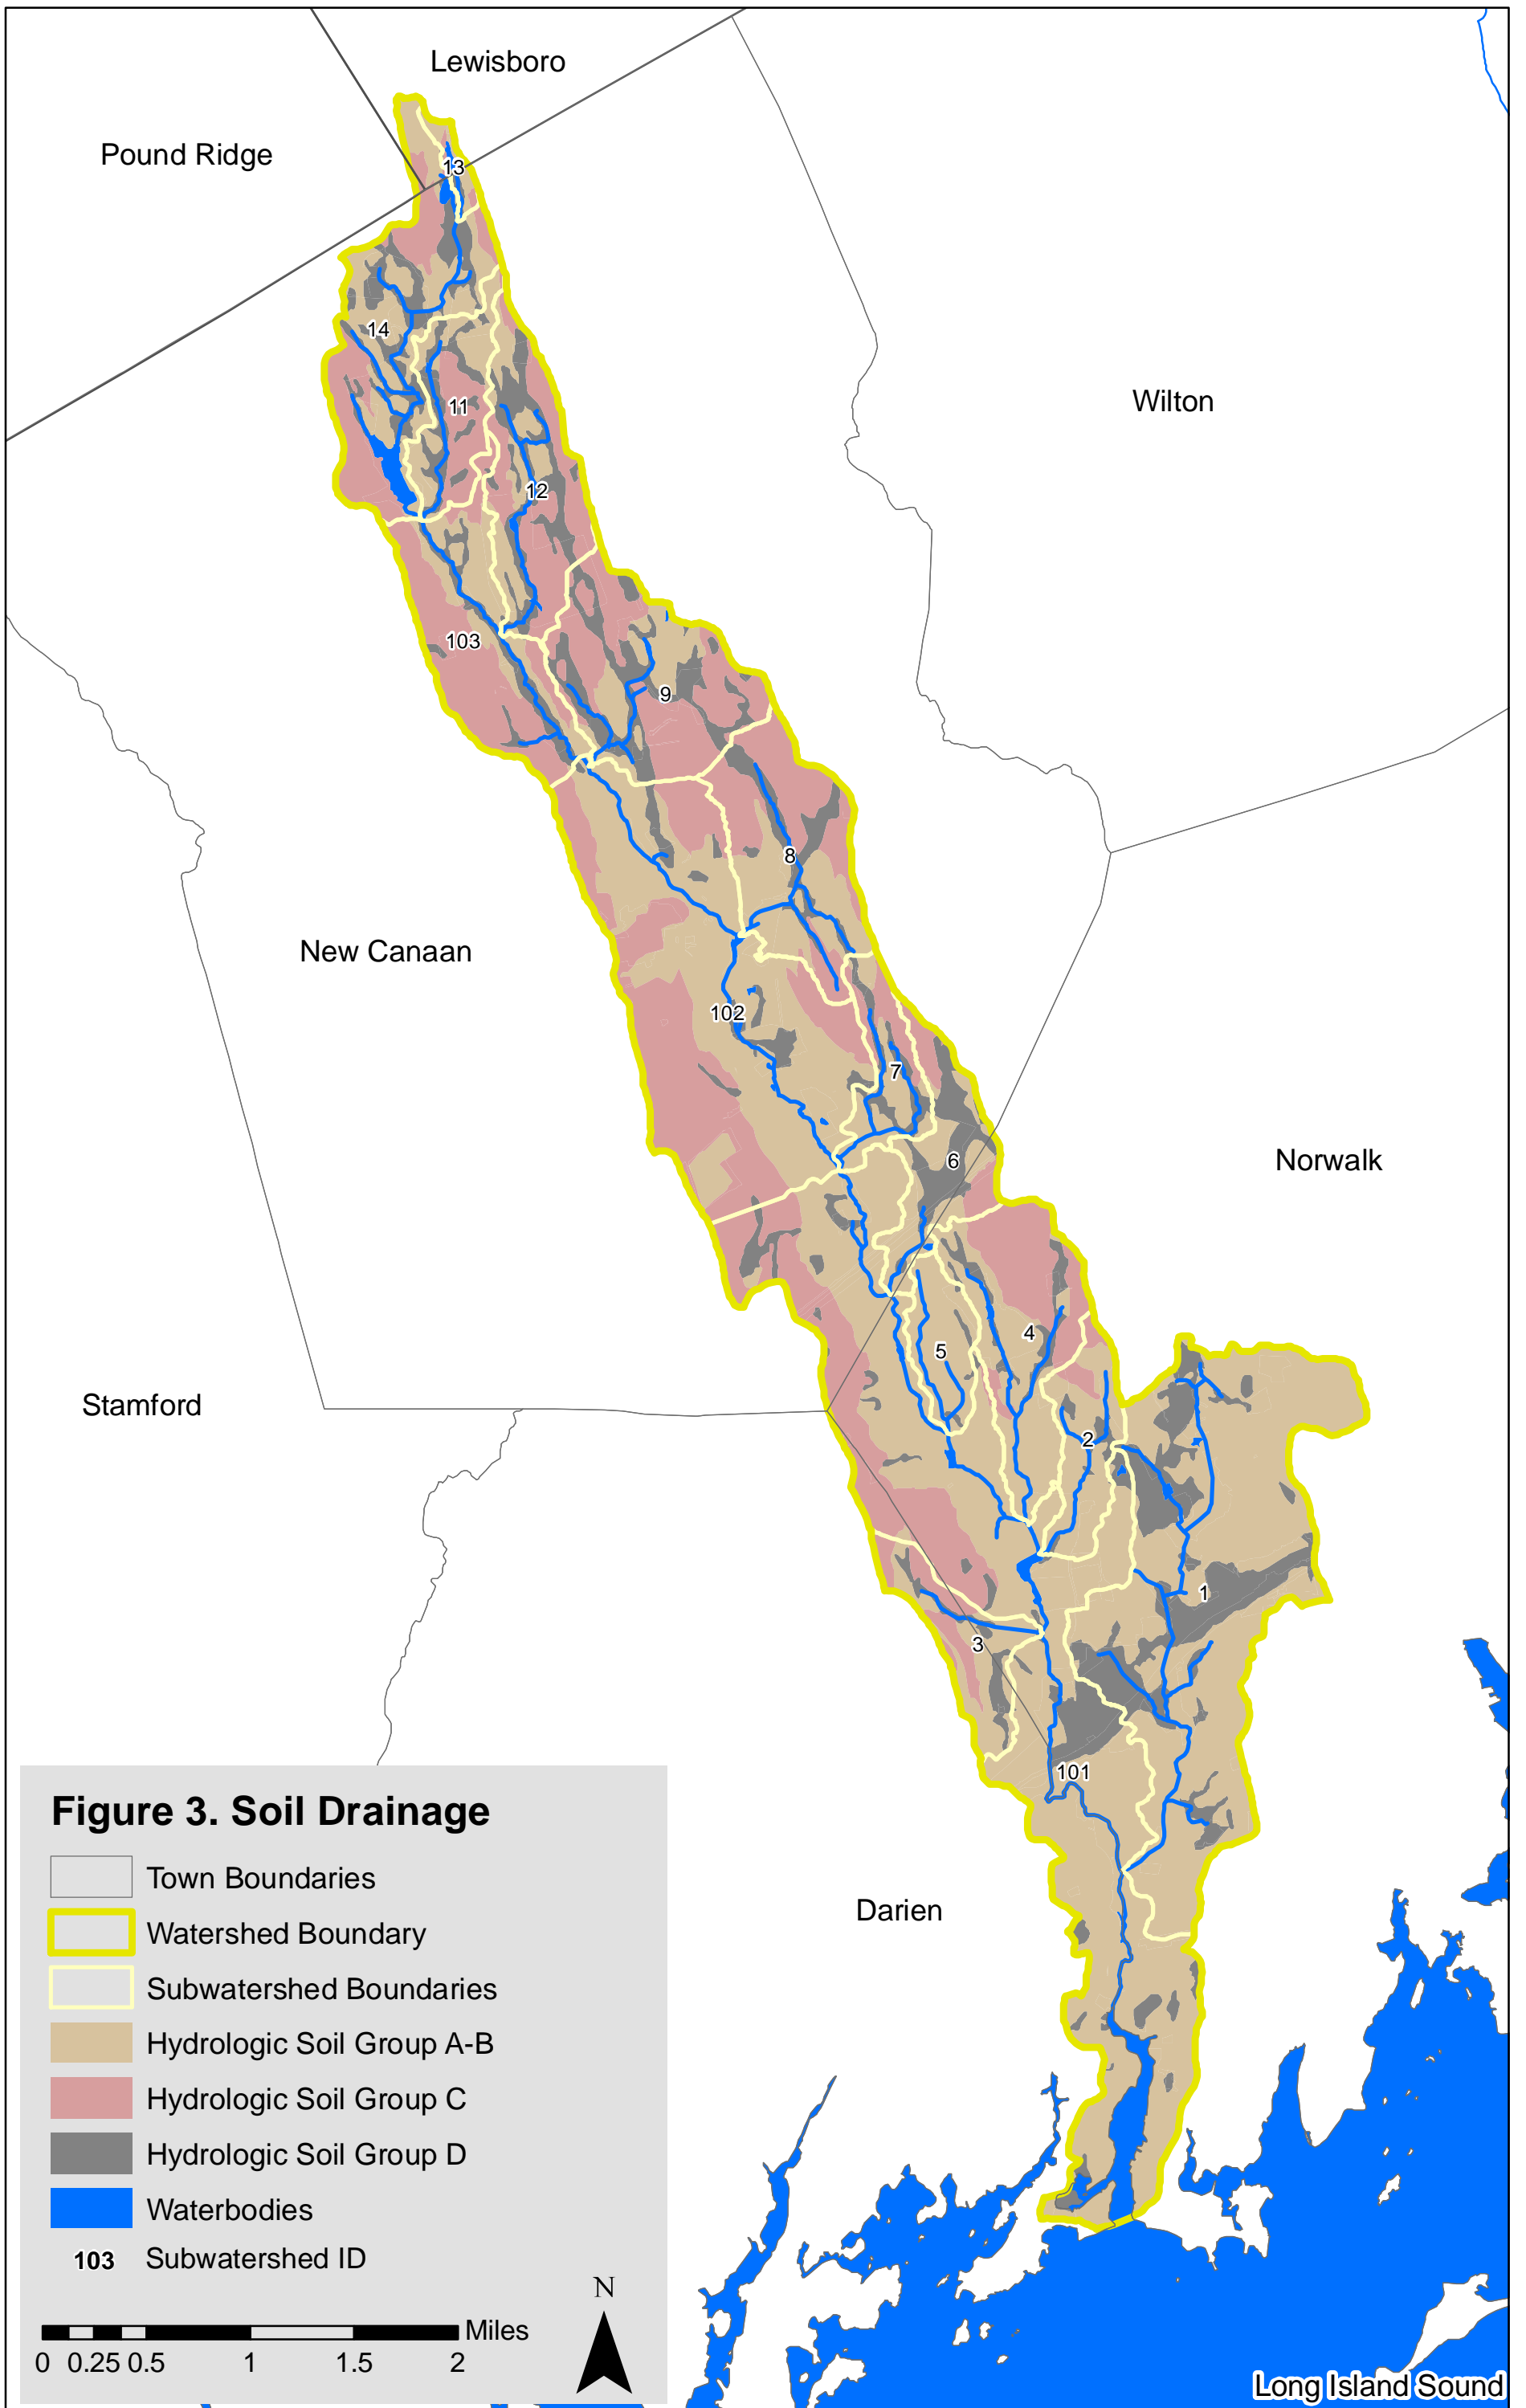 Lewisboro
Pound Ridge
13
14
Wilton
11
12
103
9
8
New Canaan
102
7
6
Norwalk
4
5
Stamford
2
1
3
101
Darien
Figure 3. Soil Drainage
Town Boundaries
Watershed Boundary
Subwatershed Boundaries
Hydrologic Soil Group A-B
Hydrologic Soil Group C
Hydrologic Soil Group D
Waterbodies
103 Subwatershed ID
N
Miles
0 0.25 0.5 1 1.5 2
Long Island Sound